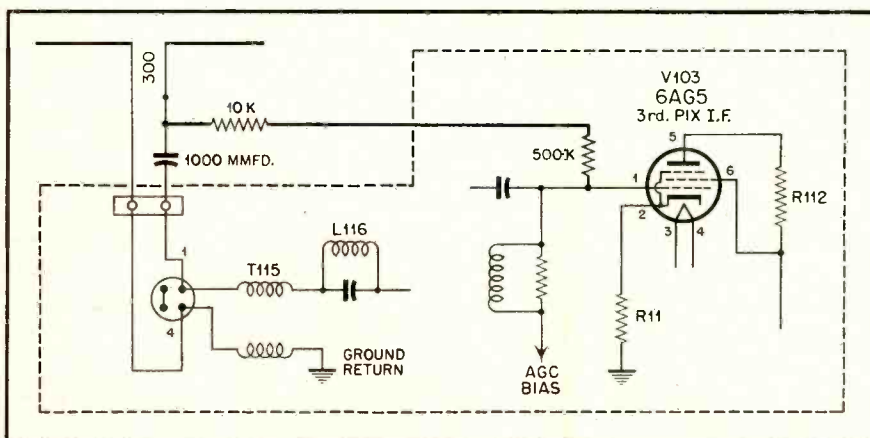 300
10 K
1000 MMFD.
500-K
V103
6AG5
3rd. PIX I.F.
5
1
6
2
3
4
R112
R11
L116
T115
1
4
GROUND
RETURN
AGC
BIAS